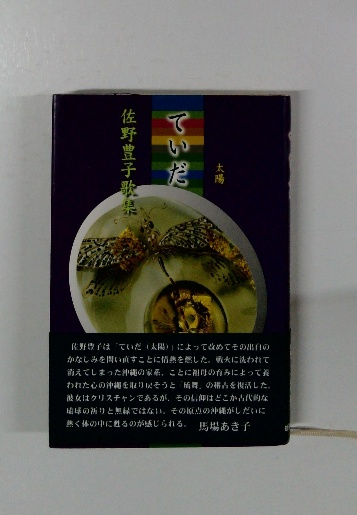 ていだ
太陽
佐野豊子歌集
佐野豊子は「ていだ(太陽)」によって改めてその出自の
かなしみを問い直すことに情熱を燃した。戦火に洗われて
消えてしまった沖縄の家系、ことに祖母の育みによって養
われた心の沖縄を取り戻そうと「琉舞」の稽古を復活した。
彼女はクリスチャンであるが、その信仰はどこか古代的な
琉球の祈りと無縁ではない。その原点の沖縄がしだいに
熱く体の中に甦るのが感じられる。 馬場あき子